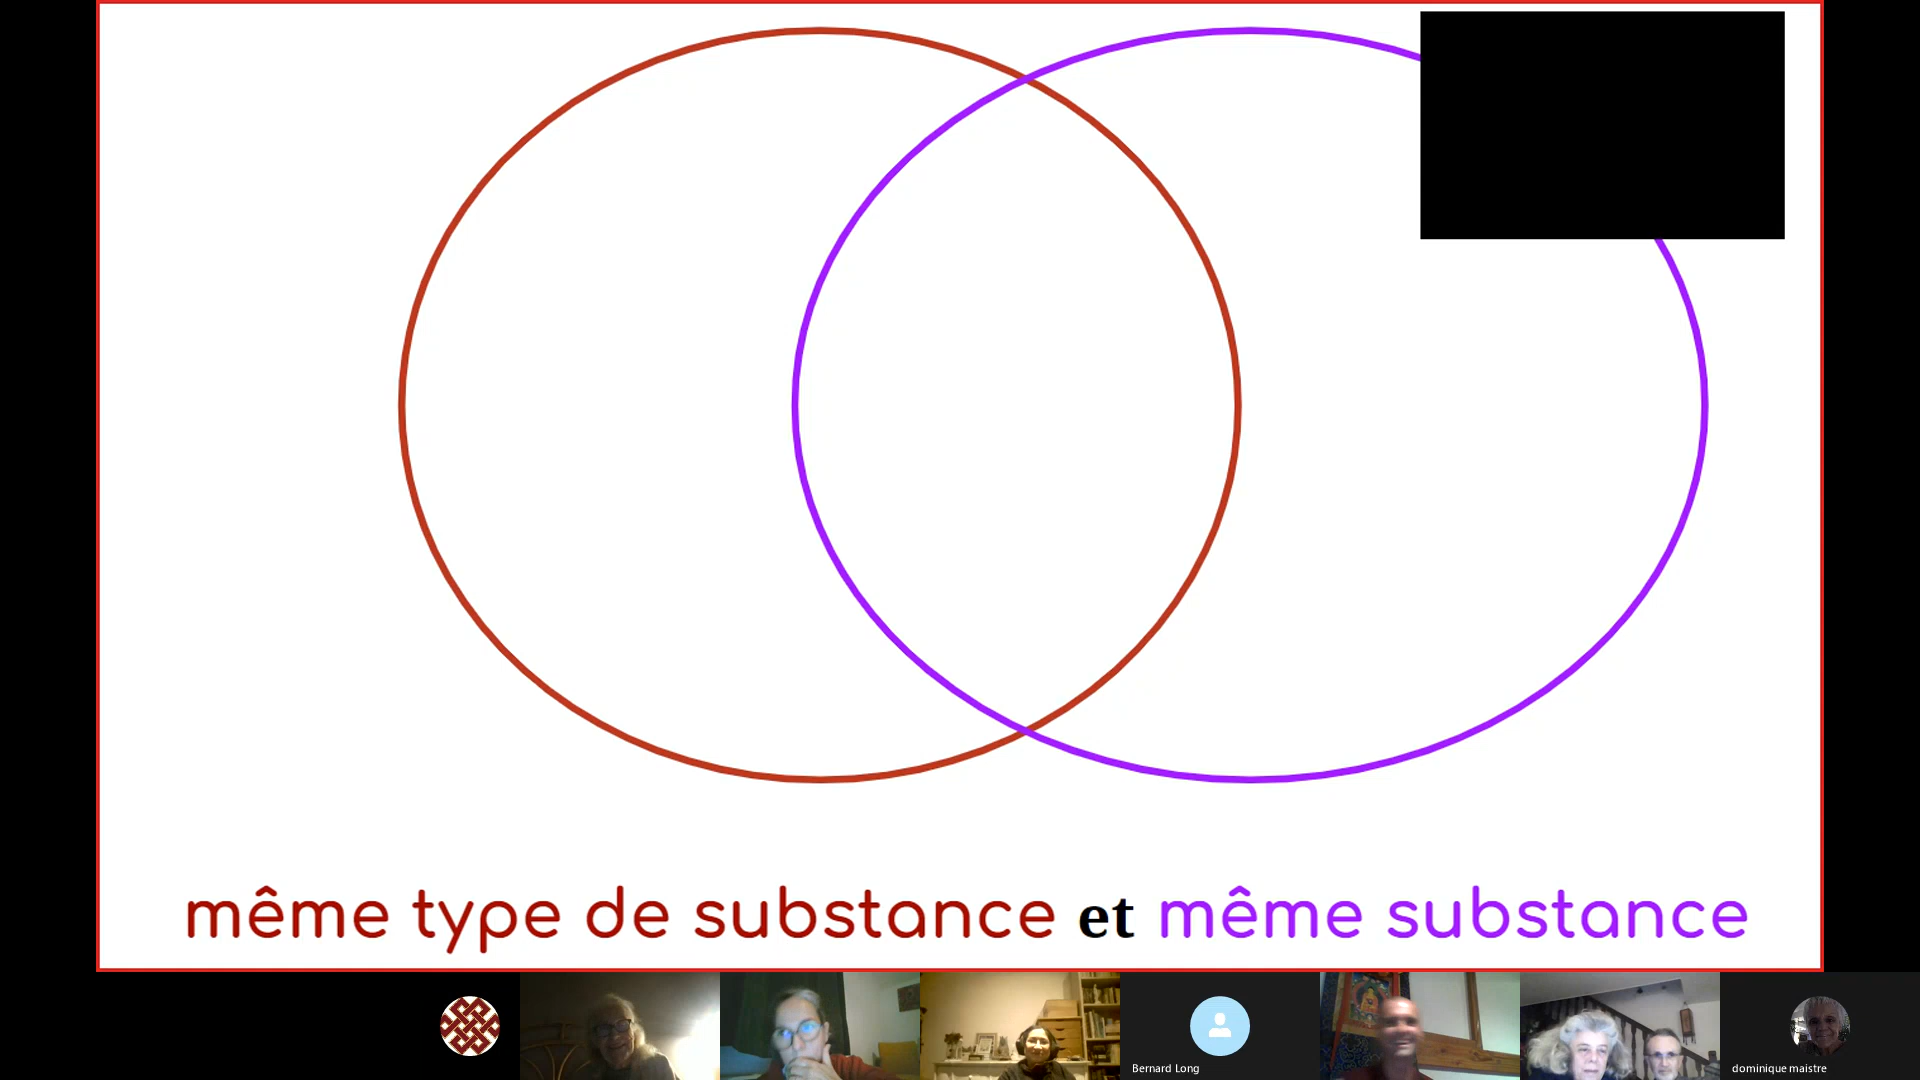 même type de substance et même substance
Bernard Long
dominique maistre